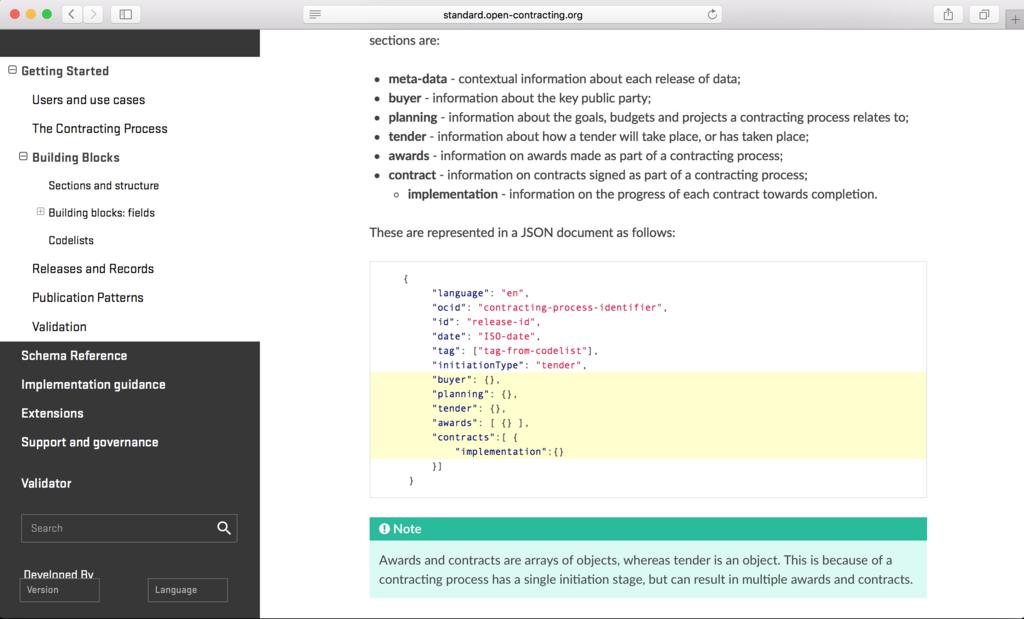 standard.open-contracting.org
Getting Started
Users and use cases
The Contracting Process
Building Blocks
Sections and structure
Building blocks: fields
Codelists
Releases and Records
Publication Patterns
Validation
Schema Reference
Implementation guidance
Extensions
Support and governance
Validator
Search
Developed By
Version
Language
sections are:
• meta-data - contextual information about each release of data;
• buyer - information about the key public party;
• planning - information about the goals, budgets and projects a contracting process relates to;
• tender - information about how a tender will take place, or has taken place;
• awards - information on awards made as part of a contracting process;
• contract - information on contracts signed as part of a contracting process;
◦ implementation - information on the progress of each contract towards completion.
These are represented in a JSON document as follows:
{
"language": "en",
"ocid": "contracting-process-identifier",
"id": "release-id",
"date": "ISO-date",
"tag": ["tag-from-codelist"],
"initiationType": "tender",
"buyer": {},
"planning": {},
"tender": {},
"awards": [ {} ],
"contracts":[ {
"implementation":{}
}]
}
Note
Awards and contracts are arrays of objects, whereas tender is an object. This is because of a
contracting process has a single initiation stage, but can result in multiple awards and contracts.